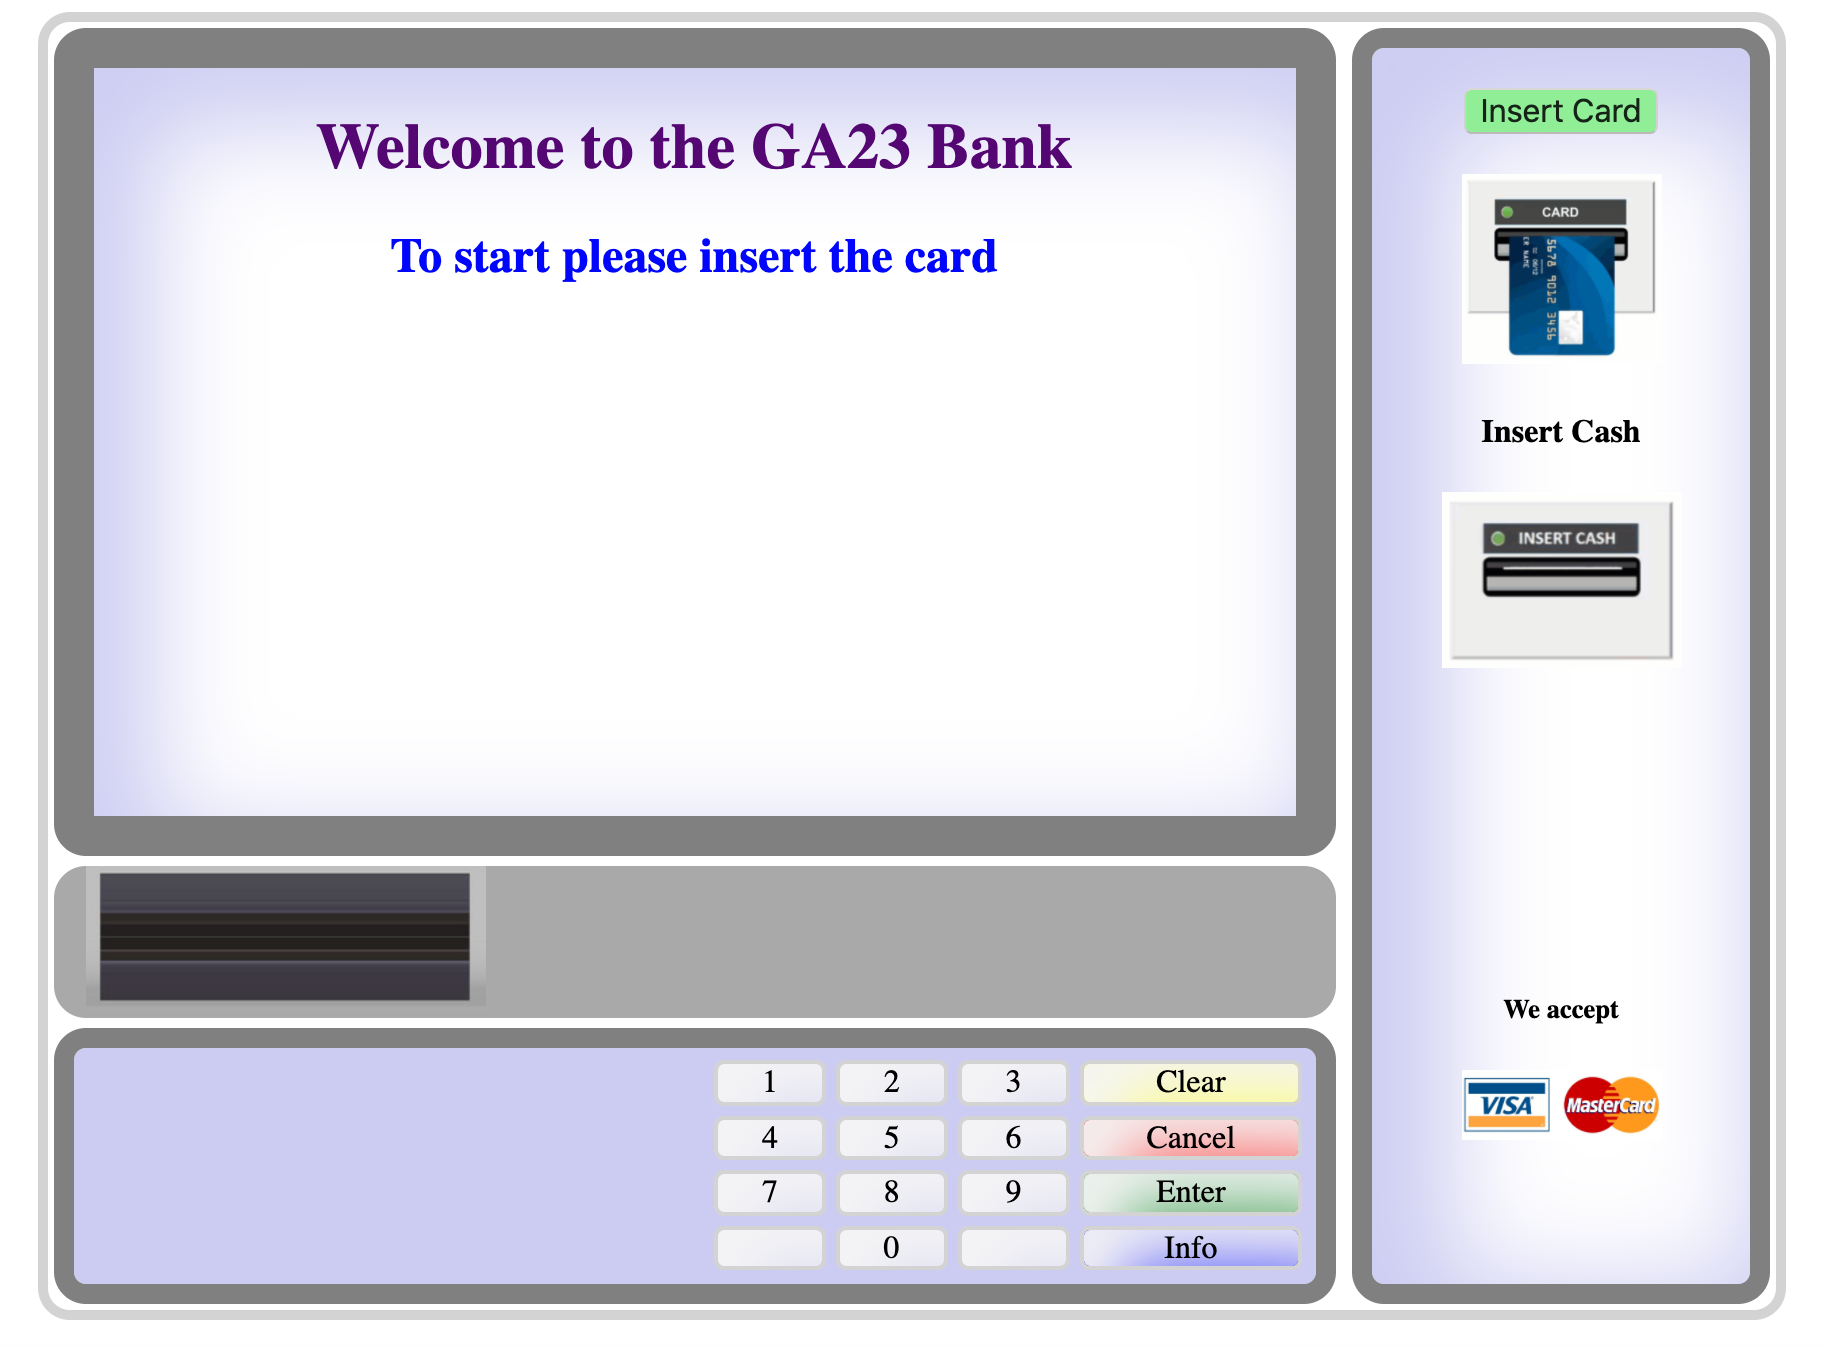 Welcome to the GA23 Bank
To start please insert the card
Insert Card
CARD
5678 9012 3456
Insert Cash
INSERT CASH
We accept
VISA MasterCard
1 2 3 Clear
4 5 6 Cancel
7 8 9 Enter
0 Info